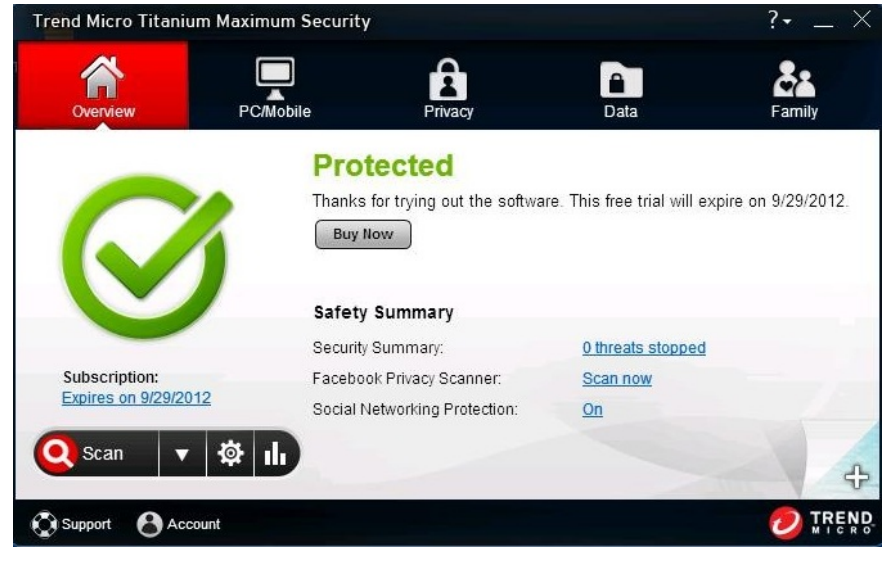 Trend Micro Titanium Maximum Security
?
Overview
PC/Mobile
Privacy
Data
Family
Protected
Thanks for trying out the software. This free trial will expire on 9/29/2012.
Buy Now
Safety Summary
Security Summary: 0 threats stopped
Facebook Privacy Scanner: Scan now
Social Networking Protection: On
Subscription:
Expires on 9/29/2012
Scan
Support
Account
TREND
MICRO